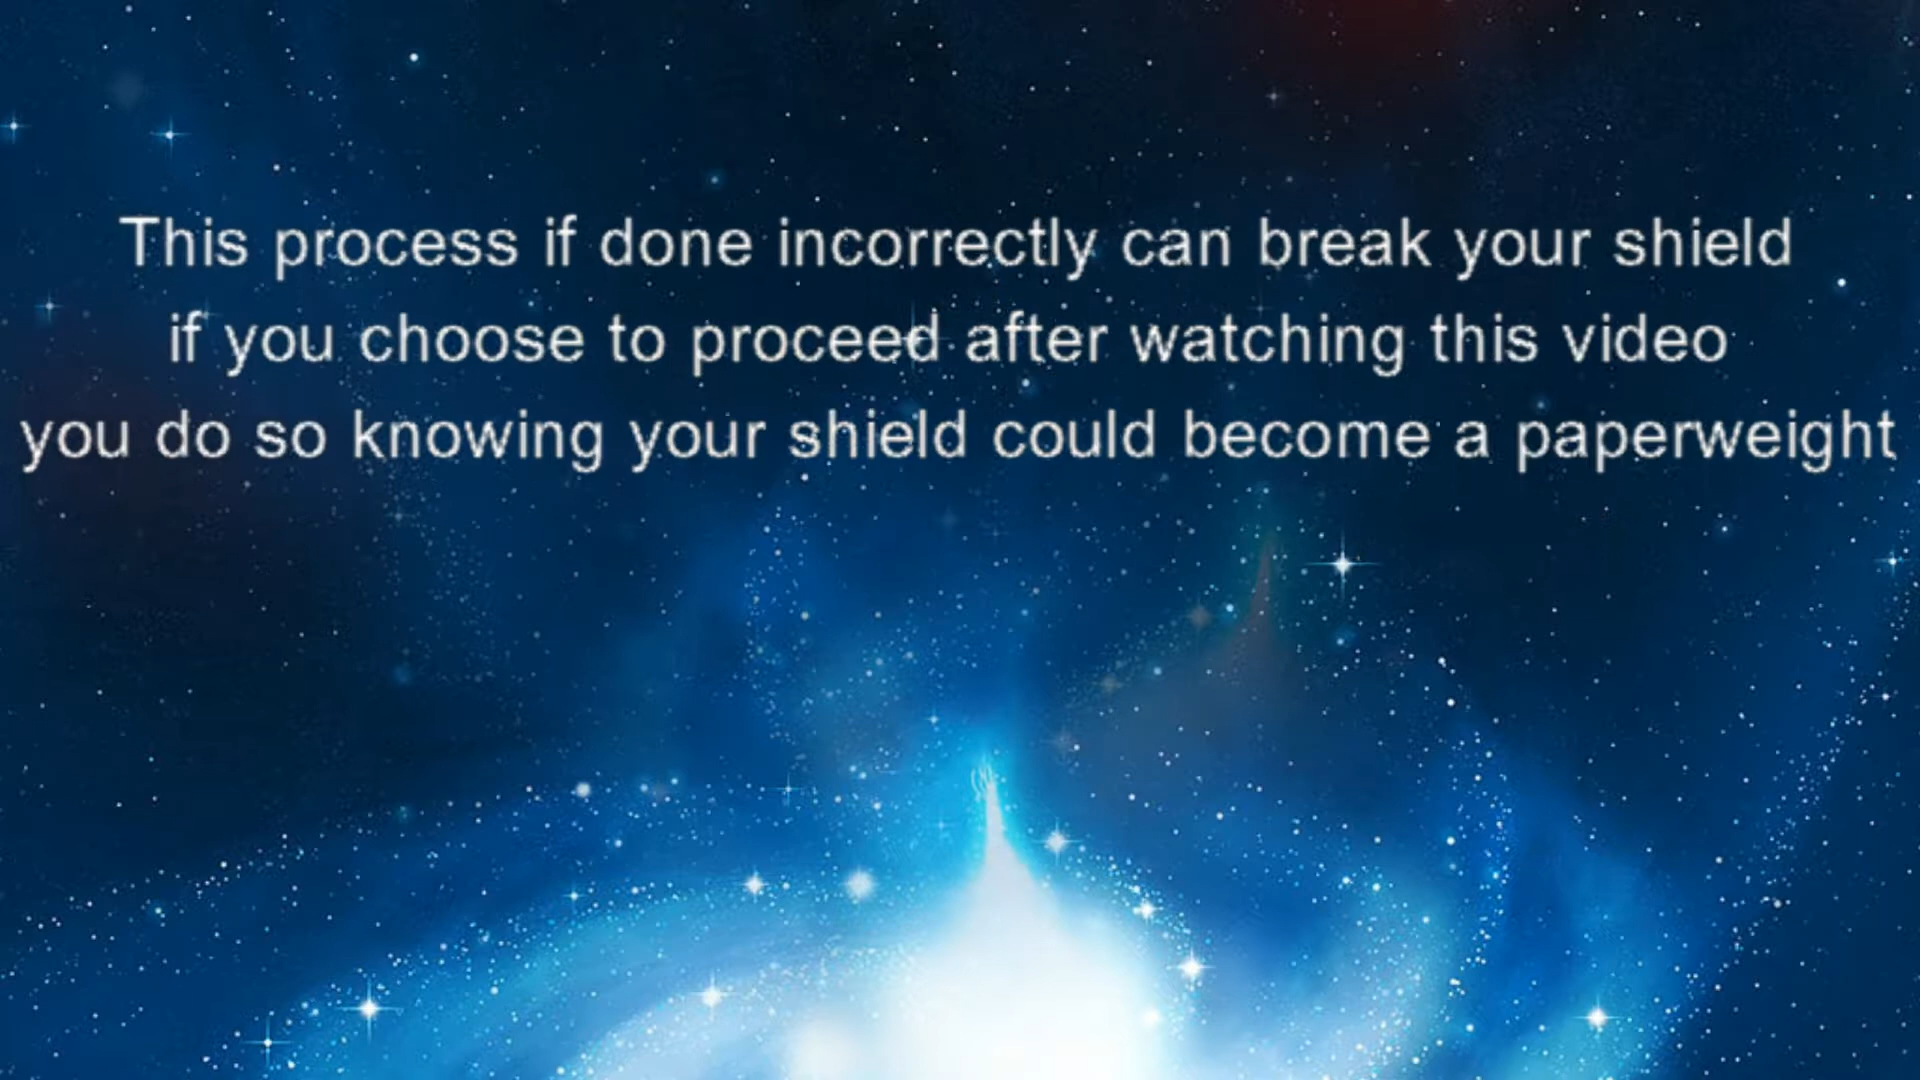 This process if done incorrectly can break your shield
if you choose to proceed after watching this video
you do so knowing your shield could become a paperweight